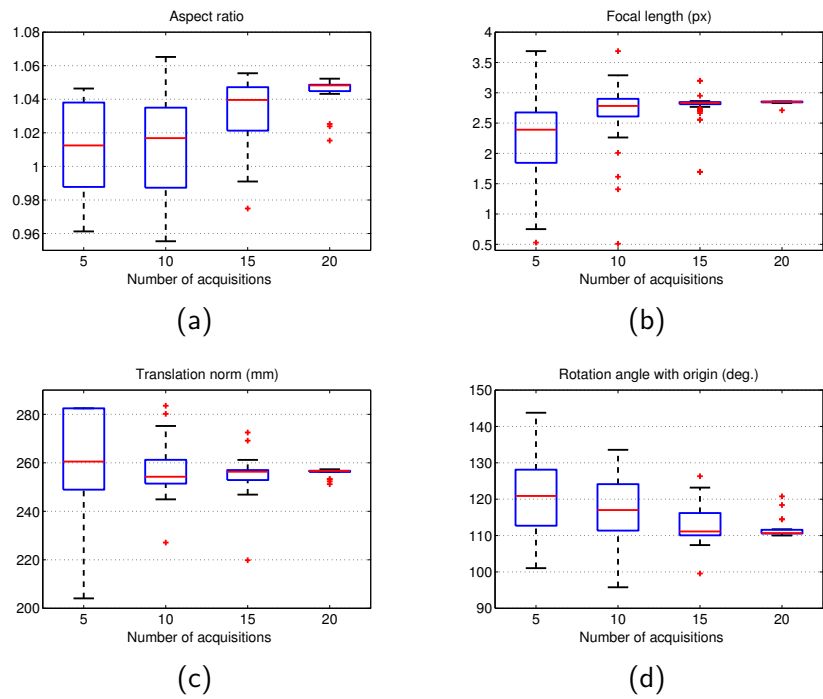 Aspect ratio
1.08
1.06
1.04
1.02
1
0.98
0.96
5 10 15 20
Number of acquisitions
(a)
Focal length (px)
4
3.5
3
2.5
2
1.5
1
0.5
5 10 15 20
Number of acquisitions
(b)
Translation norm (mm)
280
260
240
220
200
5 10 15 20
Number of acquisitions
(c)
Rotation angle with origin (deg.)
150
140
130
120
110
100
90
5 10 15 20
Number of acquisitions
(d)